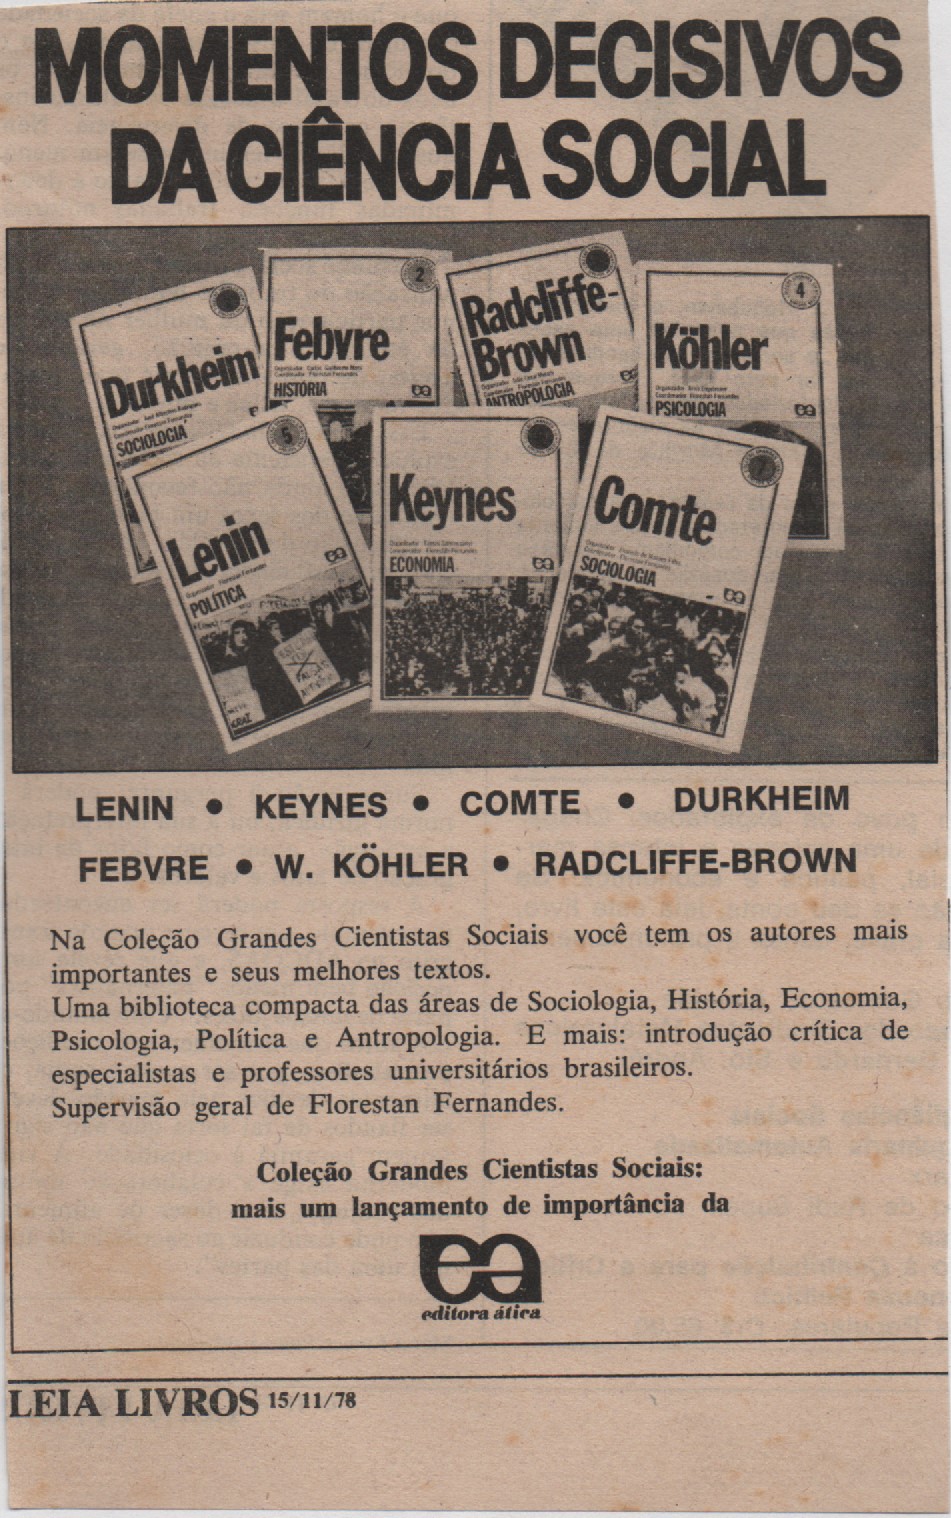 MOMENTOS DECISIVOS
DA CIÊNCIA SOCIAL
Durkheim
SOCIOLOGIA
2
Febvre
HISTÓRIA
Radcliffe-
Brown
ANTROPOLOGIA
4
Köhler
PSICOLOGIA
5
Lenin
POLÍTICA
Keynes
Coordenador Florestan Fernandes
ECONOMIA
7
Comte
SOCIOLOGIA
LENIN • KEYNES • COMTE • DURKHEIM
FEBVRE • W. KÖHLER • RADCLIFFE-BROWN
Na Coleção Grandes Cientistas Sociais você tem os autores mais
importantes e seus melhores textos.
Uma biblioteca compacta das áreas de Sociologia, História, Economia,
Psicologia, Política e Antropologia. E mais: introdução crítica de
especialistas e professores universitários brasileiros.
Supervisão geral de Florestan Fernandes.
Coleção Grandes Cientistas Sociais:
mais um lançamento de importância da
ea
editora ática
LEIA LIVROS 15/11/78